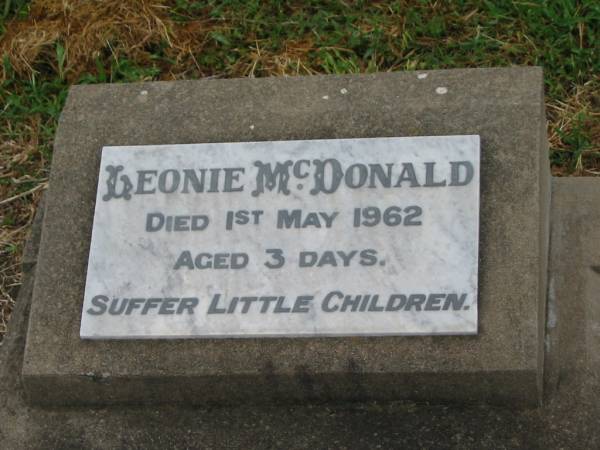 LEONIE McDONALD
DIED 1ST MAY 1962
AGED 3 DAYS.
SUFFER LITTLE CHILDREN.